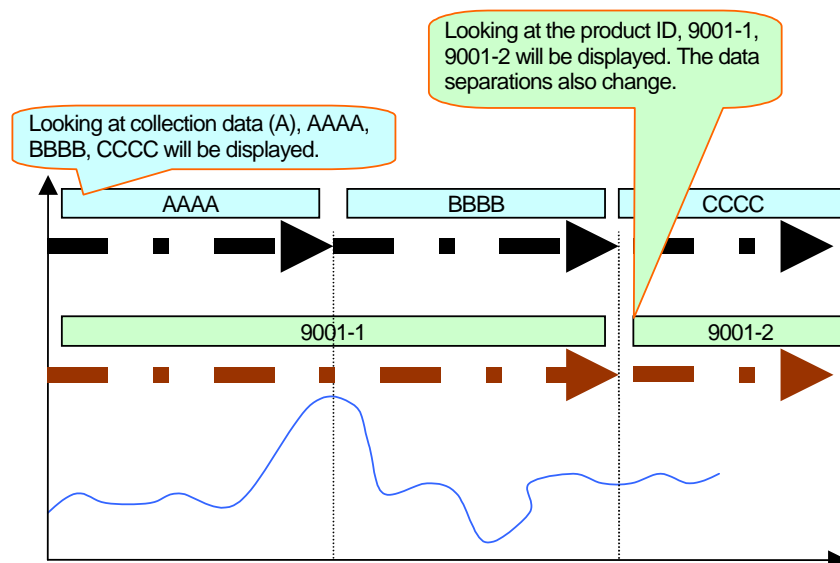 Looking at the product ID, 9001-1,
9001-2 will be displayed. The data
separations also change.
Looking at collection data (A), AAAA,
BBBB, CCCC will be displayed.
AAAA
BBBB
CCCC
9001-1
9001-2